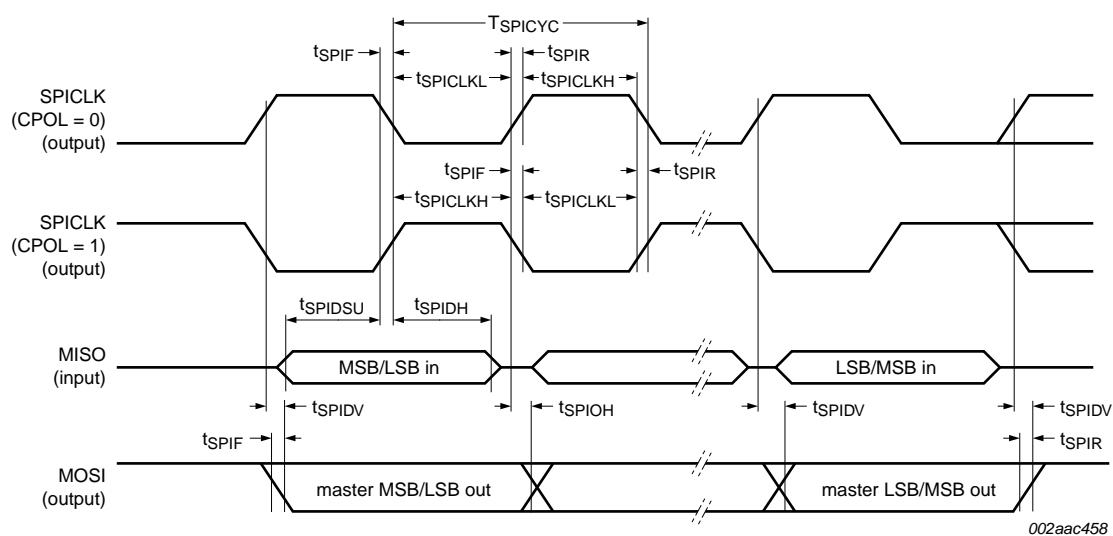 TSPICYC
tSPIF tSPIR
tSPICLKL tSPICLKH
SPICLK
(CPOL = 0)
(output)
tSPIF tSPIR
tSPICLKH tSPICLKL
SPICLK
(CPOL = 1)
(output)
tSPIDSU tSPIDH
MISO
(input)
MSB/LSB in LSB/MSB in
tSPIDV tSPIOH tSPIDV tSPIDV
tSPIF tSPIR
MOSI
(output)
master MSB/LSB out master LSB/MSB out
002aac458